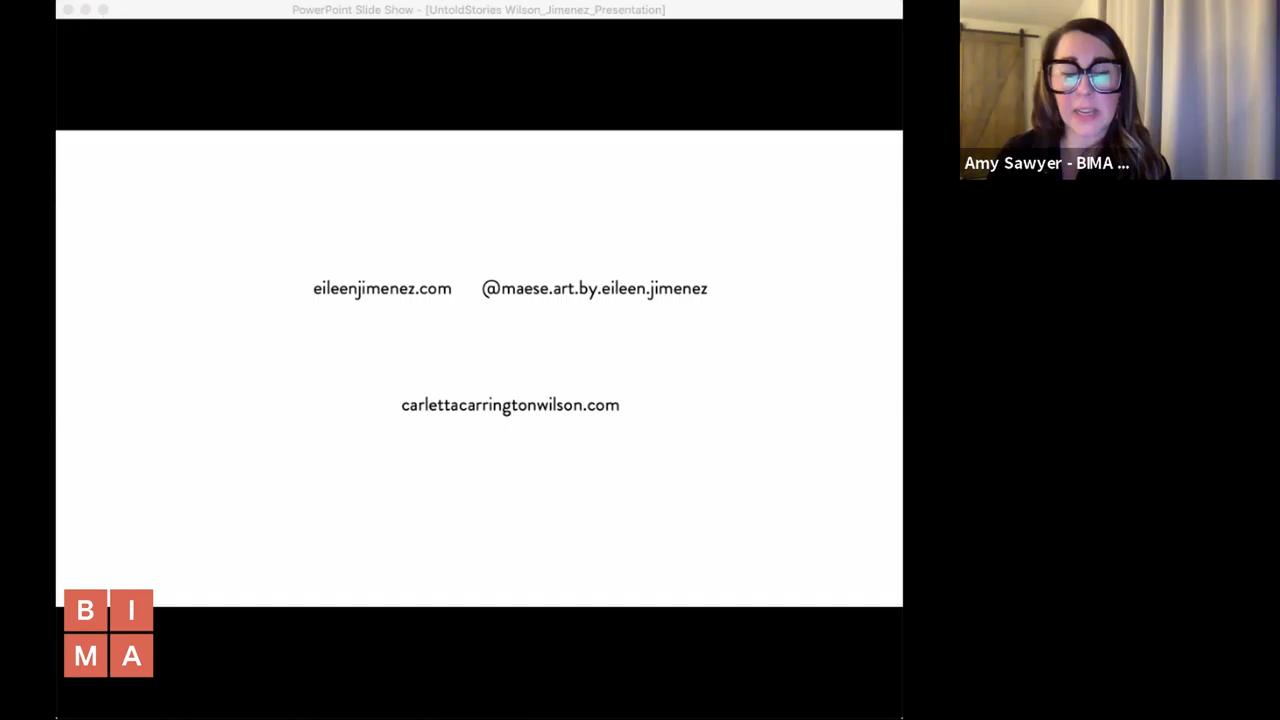 PowerPoint Slide Show - [UntoldStories Wilson_Jimenez_Presentation]
Amy Sawyer - BIMA ...
eileenjimenez.com @maese.art.by.eileen.jimenez
carlettacarringtonwilson.com
B I
M A